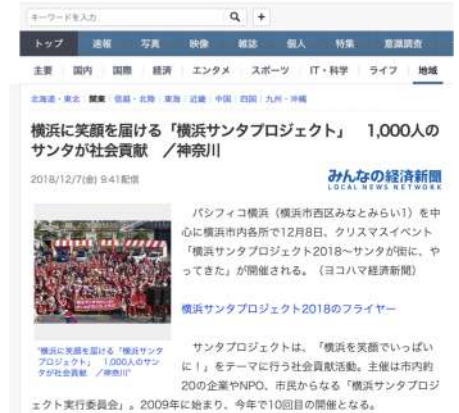 キーワードを入力
+
トップ 速報 写真 映像 雑誌 個人 特集 意識調査
主要 国内 国際 経済 エンタメ スポーツ IT・科学 ライフ 地域
北海道・東北 関東 信越・北陸 東海 近畿 中国 四国 九州・沖縄
横浜に笑顔を届ける「横浜サンタプロジェクト」 1,000人の
サンタが社会貢献 /神奈川
2018/12/7(金) 9:41配信
みんなの経済新聞
LOCAL NEWS NETWORK
パシフィコ横浜(横浜市西区みなとみらい1)を中
心に横浜市内各所で12月8日、クリスマスイベント
「横浜サンタプロジェクト2018〜サンタが街に、や
ってきた」が開催される。(ヨコハマ経済新聞)
横浜サンタプロジェクト2018のフライヤー
"横浜に笑顔を届ける「横浜サンタ
プロジェクト」 1,000人のサン
タが社会貢献 /神奈川"
サンタプロジェクトは、「横浜を笑顔でいっぱい
に!」をテーマに行う社会貢献活動。主催は市内約
20の企業やNPO、市民からなる「横浜サンタプロジ
ェクト実行委員会」。2009年に始まり、今年で10回目の開催となる。